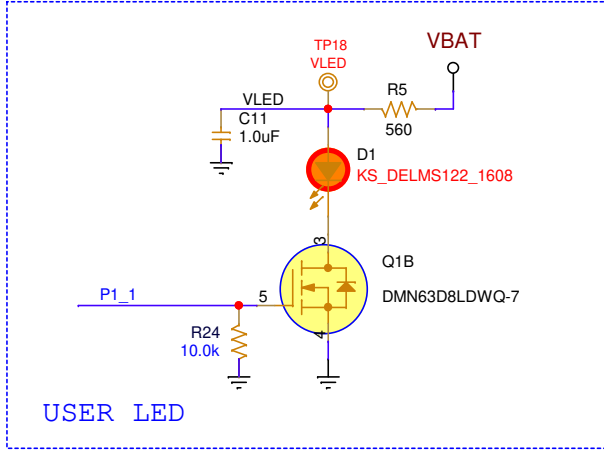 TP18
VLED
VBAT
VLED
C11
1.0uF
R5
560
D1
KS_DELMS122_1608
3
Q1B
DMN63D8LDWQ-7
P1_1
5
4
R24
10.0k
USER LED